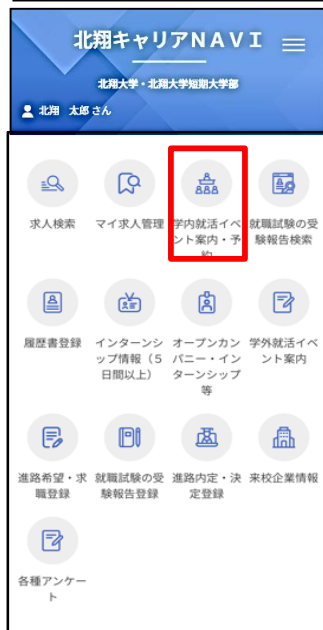 北翔キャリアNAVI
北翔大学・北翔大学短期大学部
北翔 太郎 さん
求人検索
マイ求人管理
学内就活イベ
ント案内・予
約
就職試験の受
験報告検索
履歴書登録
インターンシ
ップ情報（5
日間以上）
オープンカン
パニー・イン
ターンシップ
等
学外就活イベ
ント案内
進路希望・求
職登録
就職試験の受
験報告登録
進路内定・決
定登録
来校企業情報
各種アンケー
ト